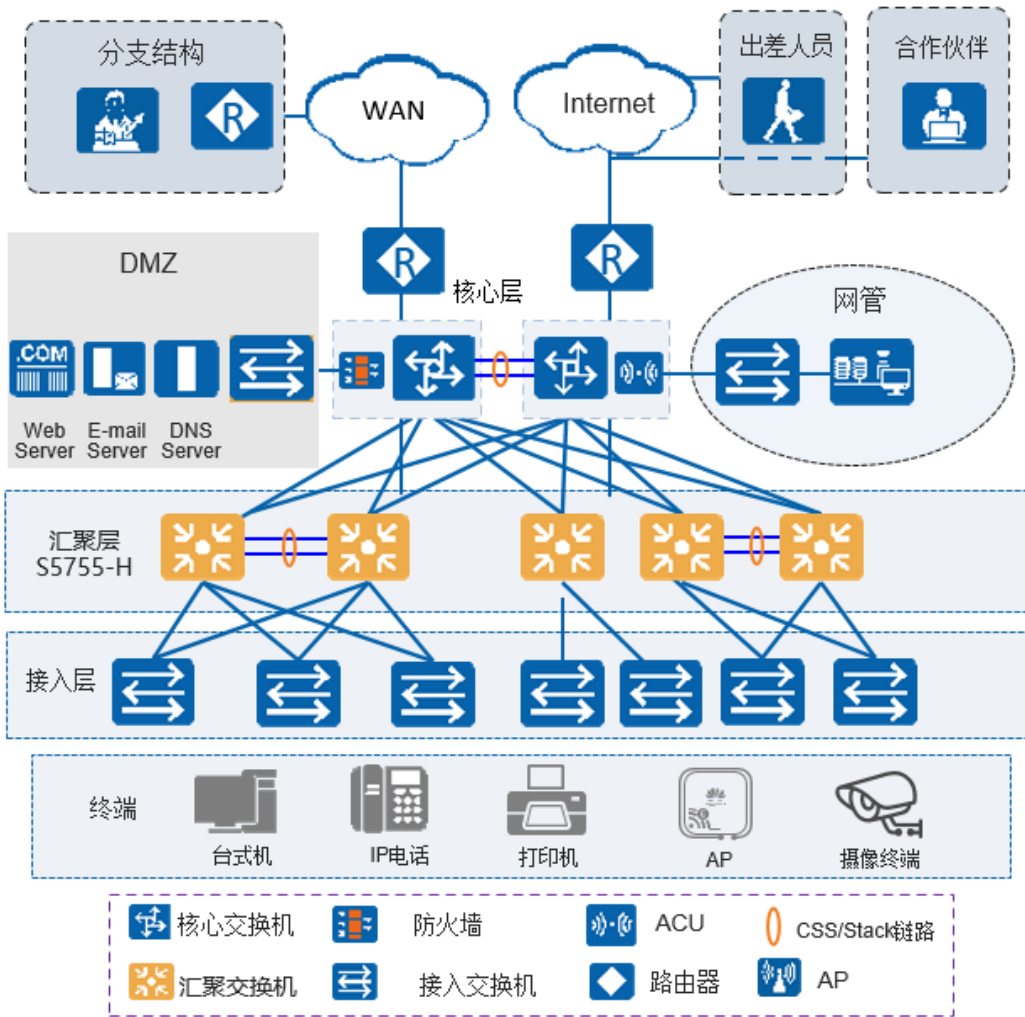 分支结构
WAN
Internet
出差人员
合作伙伴
R
R
R
DMZ
核心层
网管
.COM
Web
Server
E-mail
Server
DNS
Server
汇聚层
S5755-H
接入层
终端
台式机
IP电话
打印机
AP
摄像终端
核心交换机
防火墙
ACU
CSS/Stack链路
汇聚交换机
接入交换机
路由器
AP